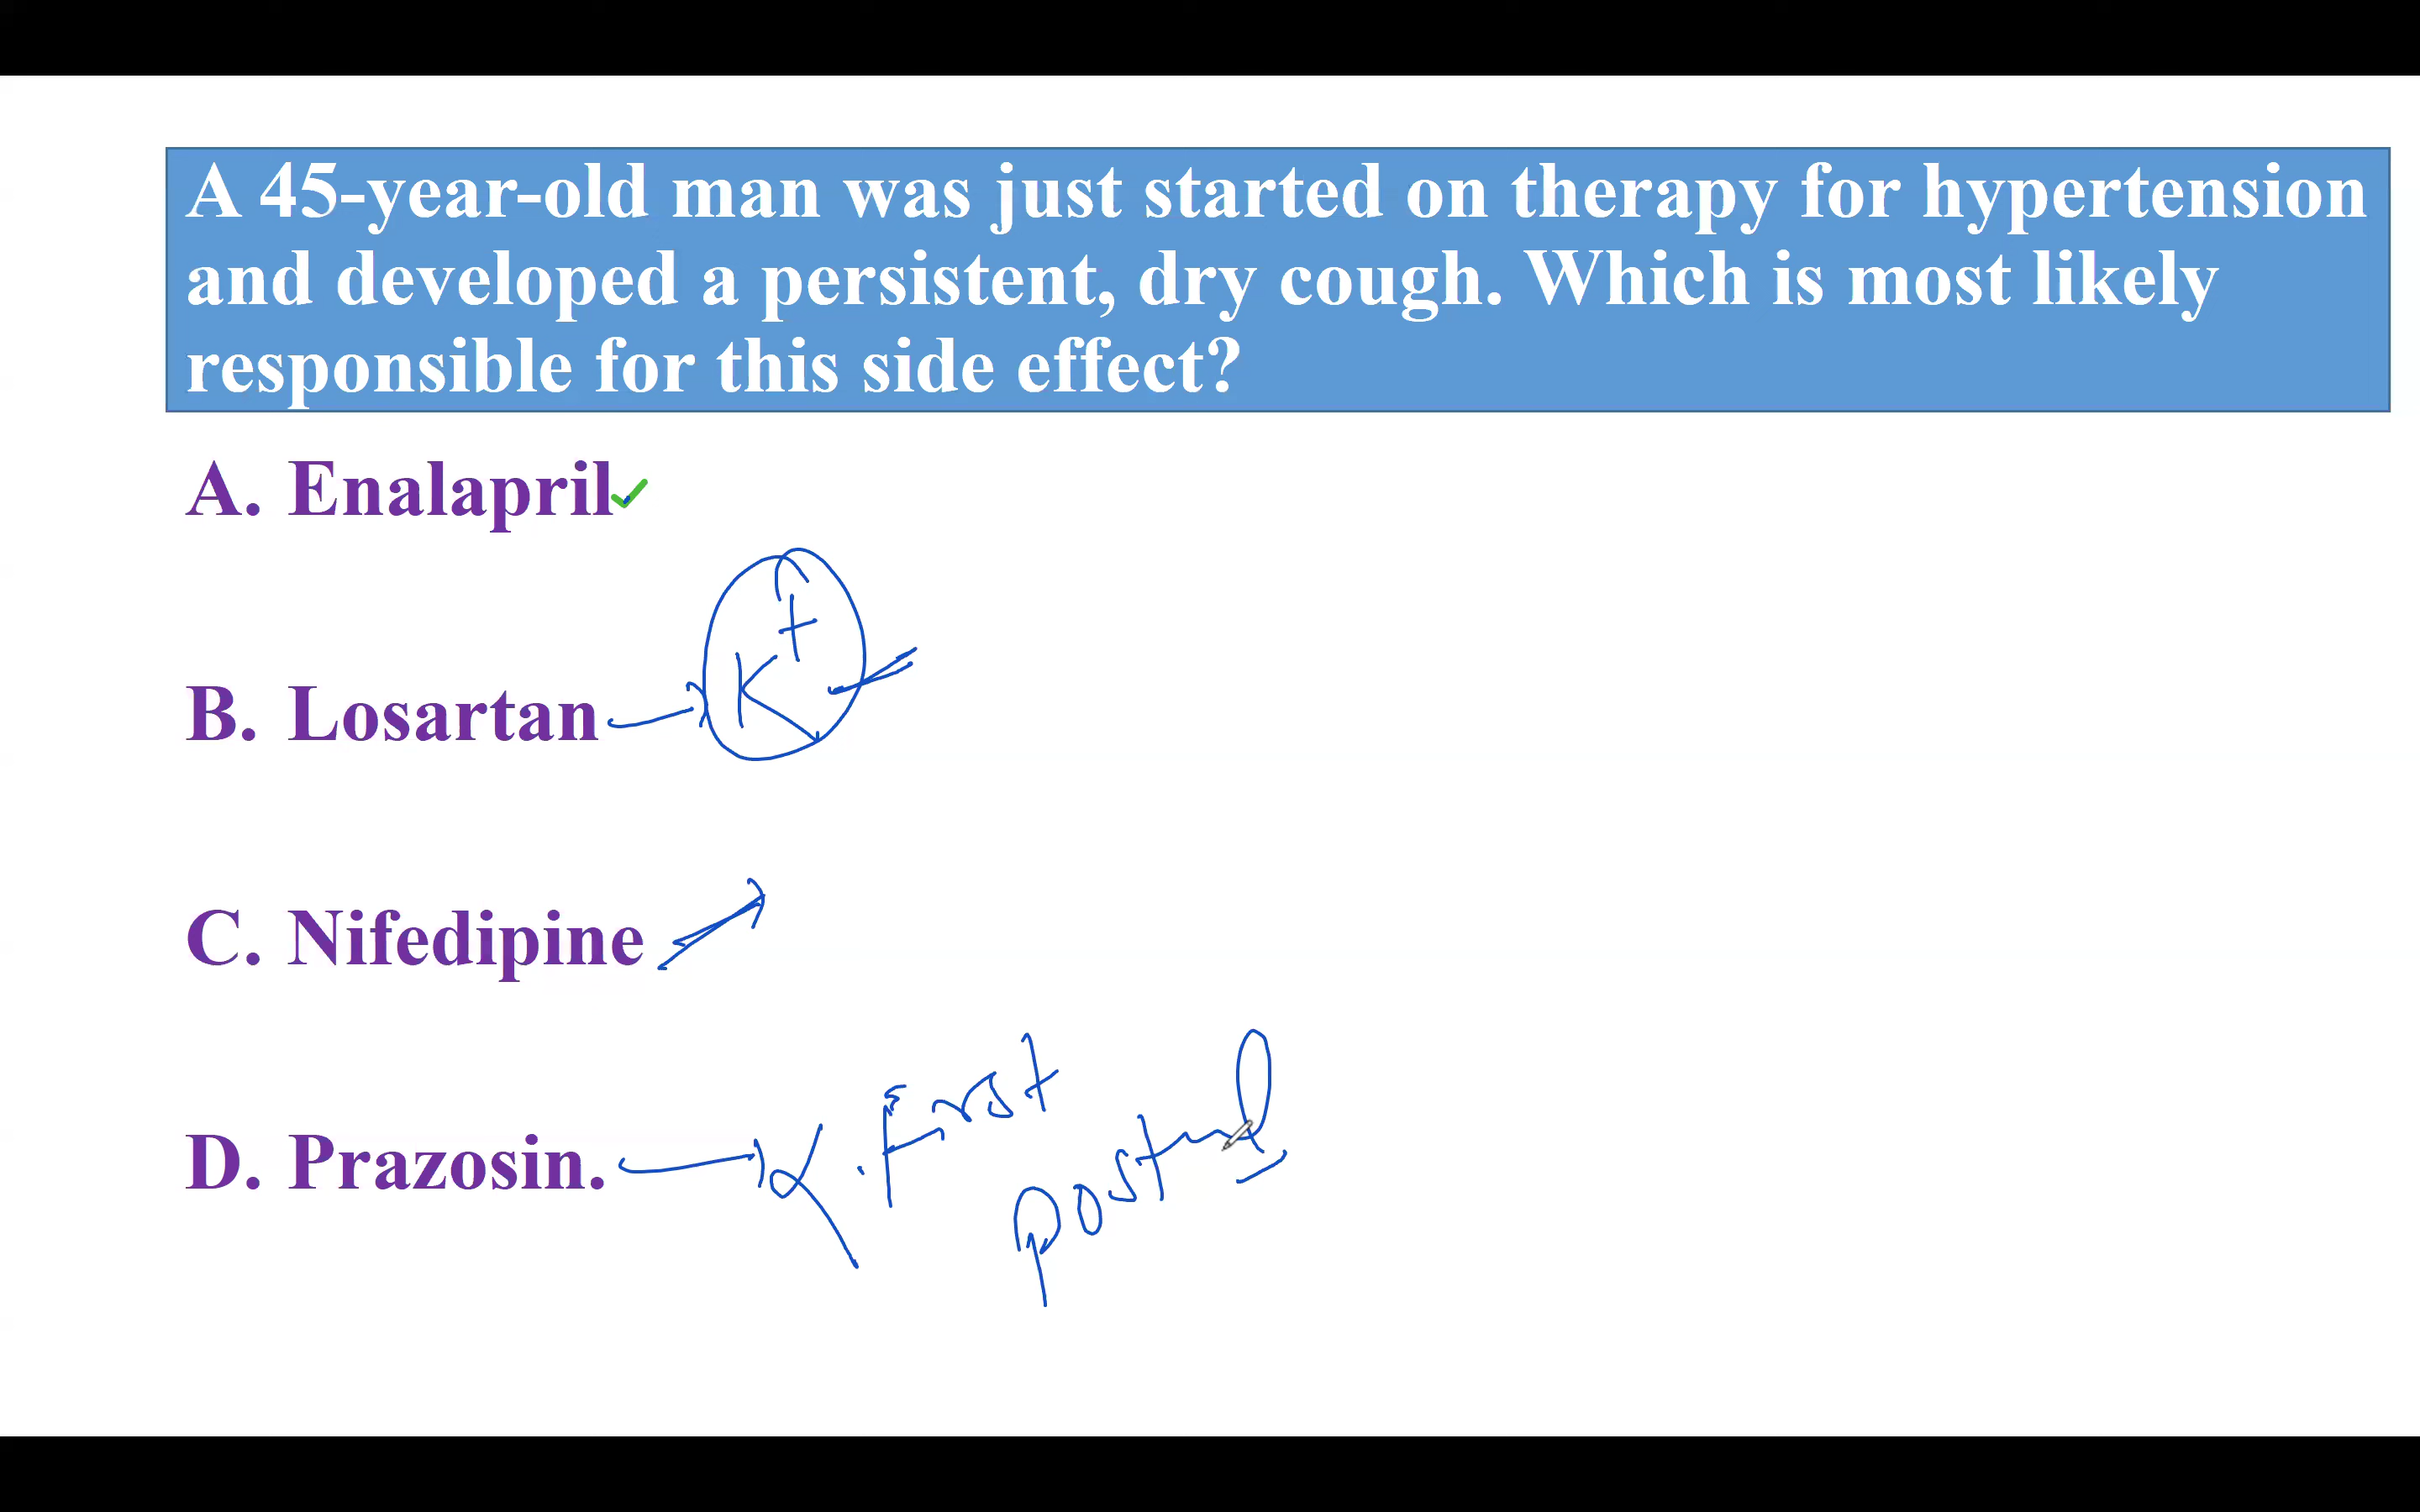 A 45-year-old man was just started on therapy for hypertension
and developed a persistent, dry cough. Which is most likely
responsible for this side effect?
A. Enalapril
K+
B. Losartan
C. Nifedipine
first
D. Prazosin.
α